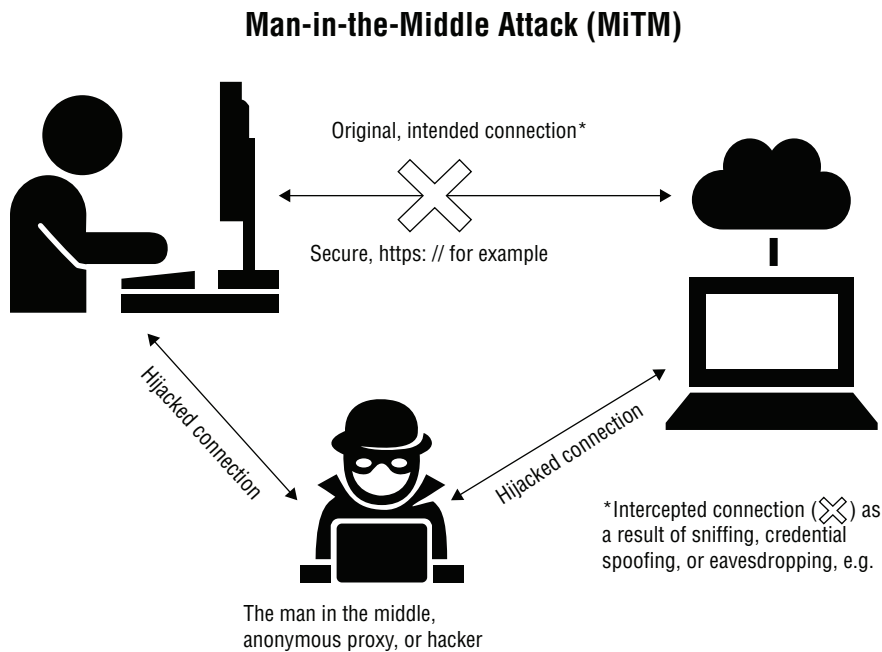 Man-in-the-Middle Attack (MiTM)
Original, intended connection*
Secure, https: // for example
Hijacked connection
Hijacked connection
*Intercepted connection ( ) as
a result of sniffing, credential
spoofing, or eavesdropping, e.g.
The man in the middle,
anonymous proxy, or hacker